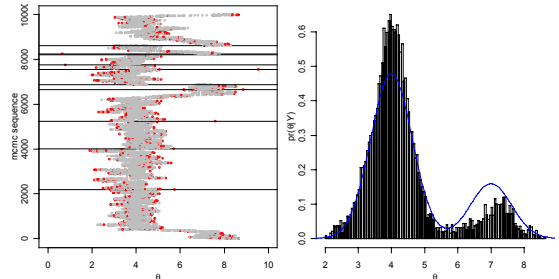 mcmc sequence
0 2000 4000 6000 8000 10000
0 2 4 6 8 10
θ
pr(θ|Y)
0.0 0.1 0.2 0.3 0.4 0.5 0.6
2 3 4 5 6 7 8
θ